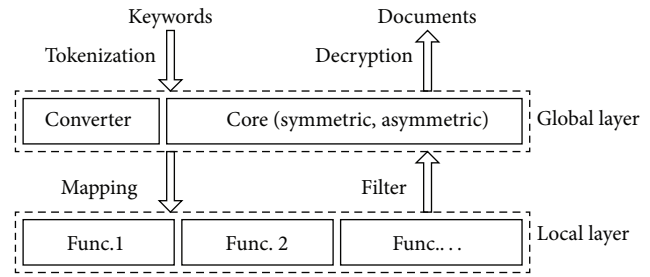 Keywords Documents
Tokenization Decryption
Converter Core (symmetric, asymmetric) Global layer
Mapping Filter
Func.1 Func. 2 Func.… Local layer